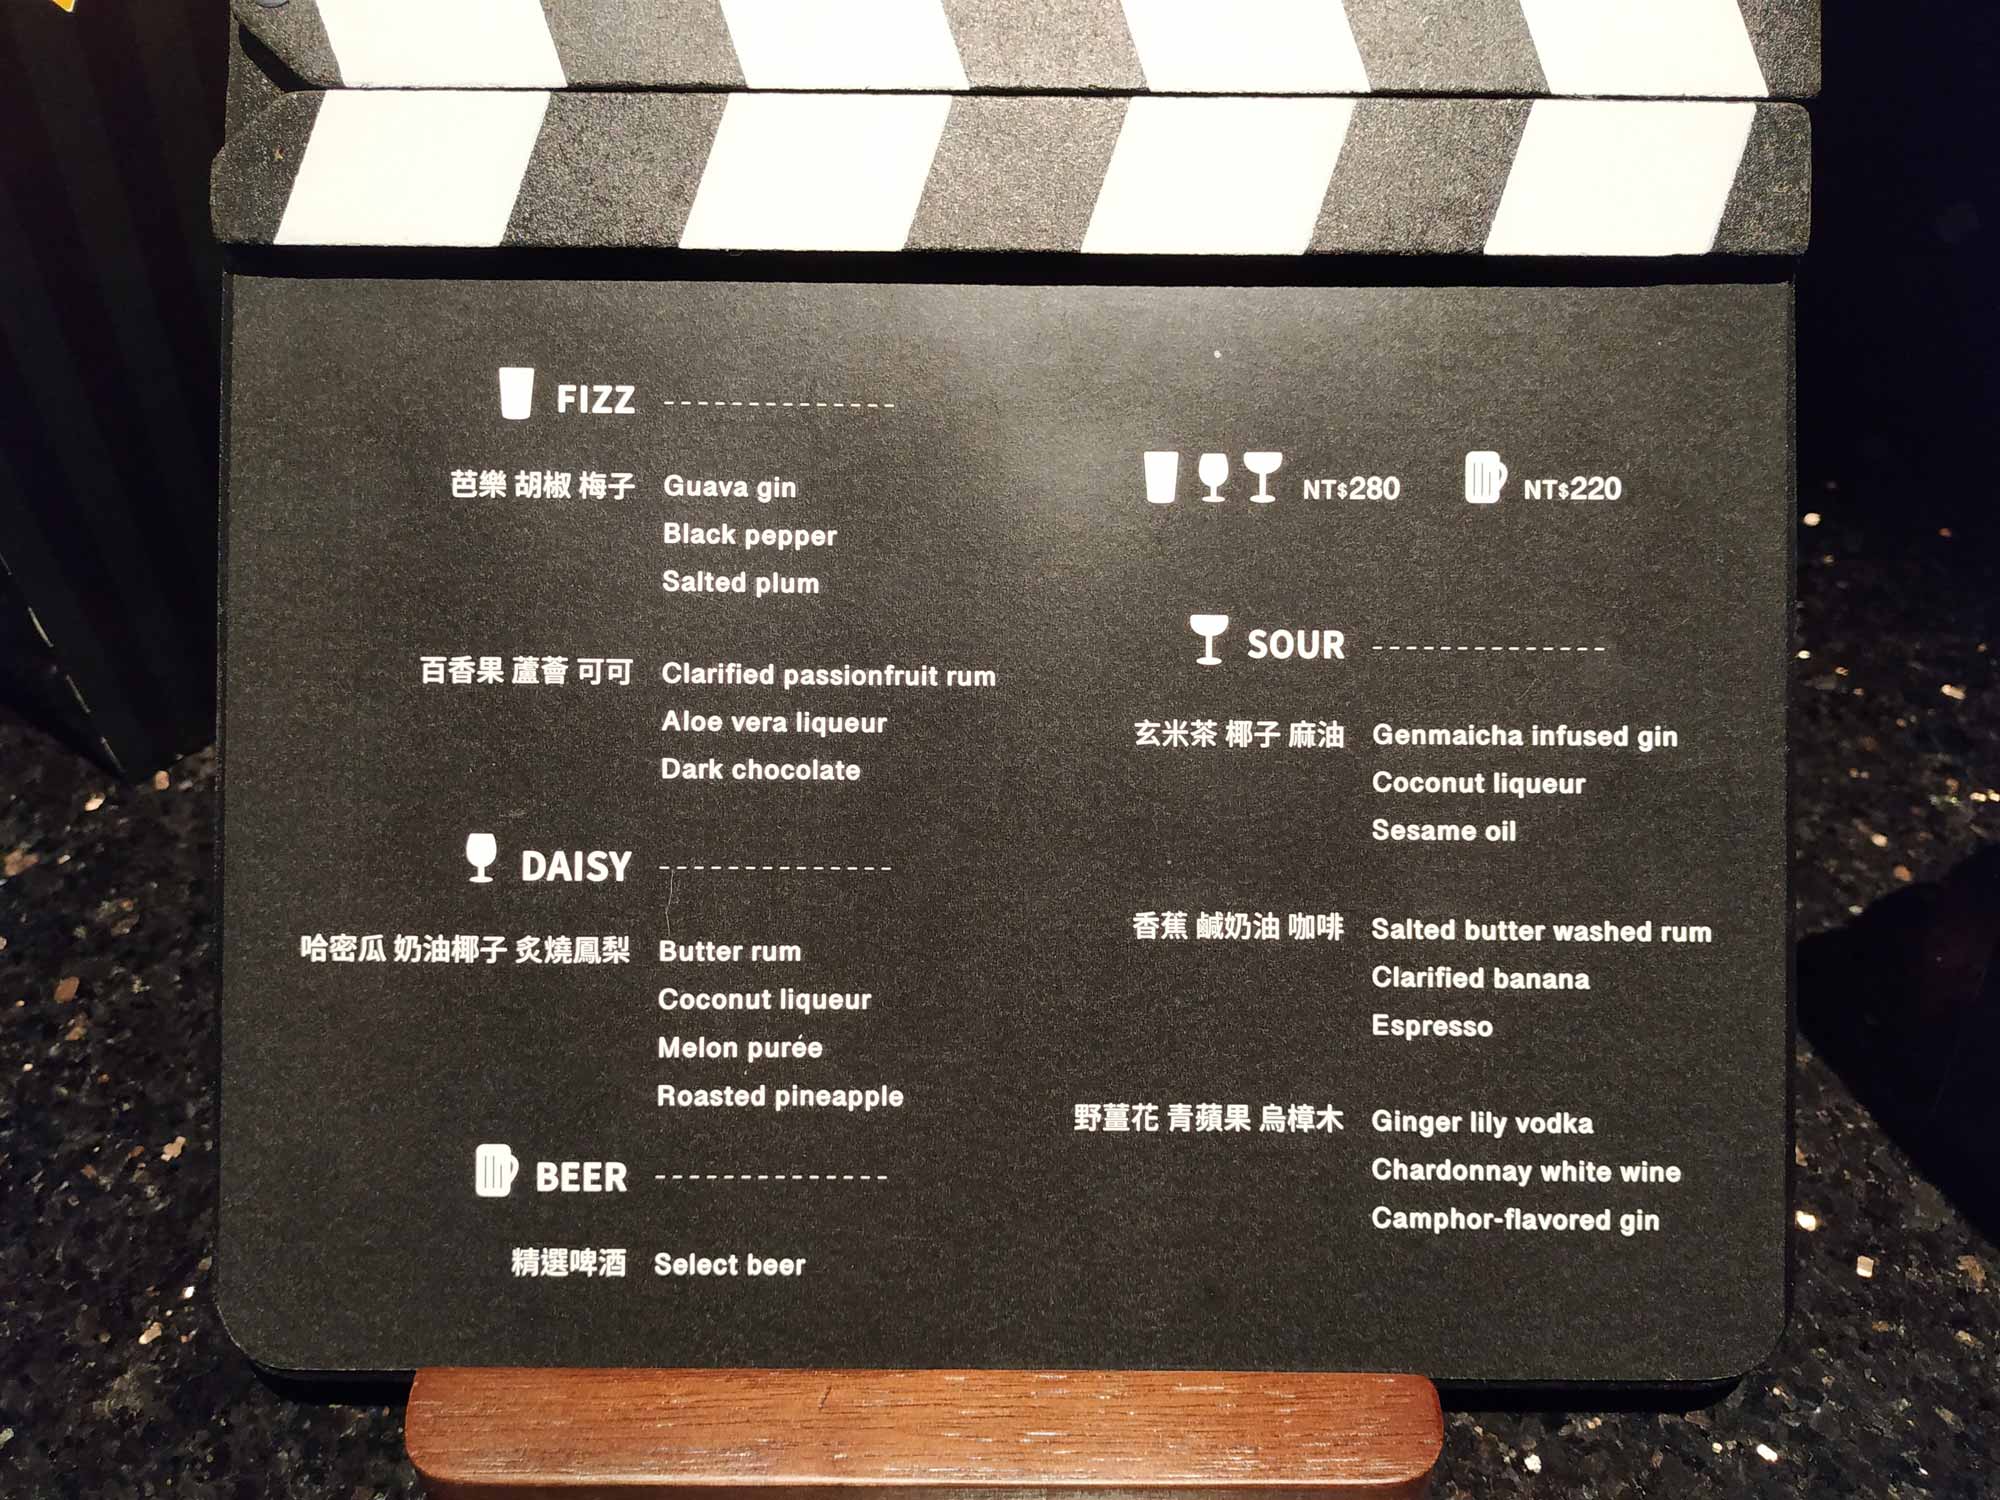 FIZZ
芭樂 胡椒 梅子 Guava gin
Black pepper
Salted plum
百香果 蘆薈 可可 Clarified passionfruit rum
Aloe vera liqueur
Dark chocolate
DAISY
哈密瓜 奶油椰子 炙燒鳳梨 Butter rum
Coconut liqueur
Melon purée
Roasted pineapple
BEER
精選啤酒 Select beer
NT$280 NT$220
SOUR
玄米茶 椰子 麻油 Genmaicha infused gin
Coconut liqueur
Sesame oil
香蕉 鹹奶油 咖啡 Salted butter washed rum
Clarified banana
Espresso
野薑花 青蘋果 烏樟木 Ginger lily vodka
Chardonnay white wine
Camphor-flavored gin